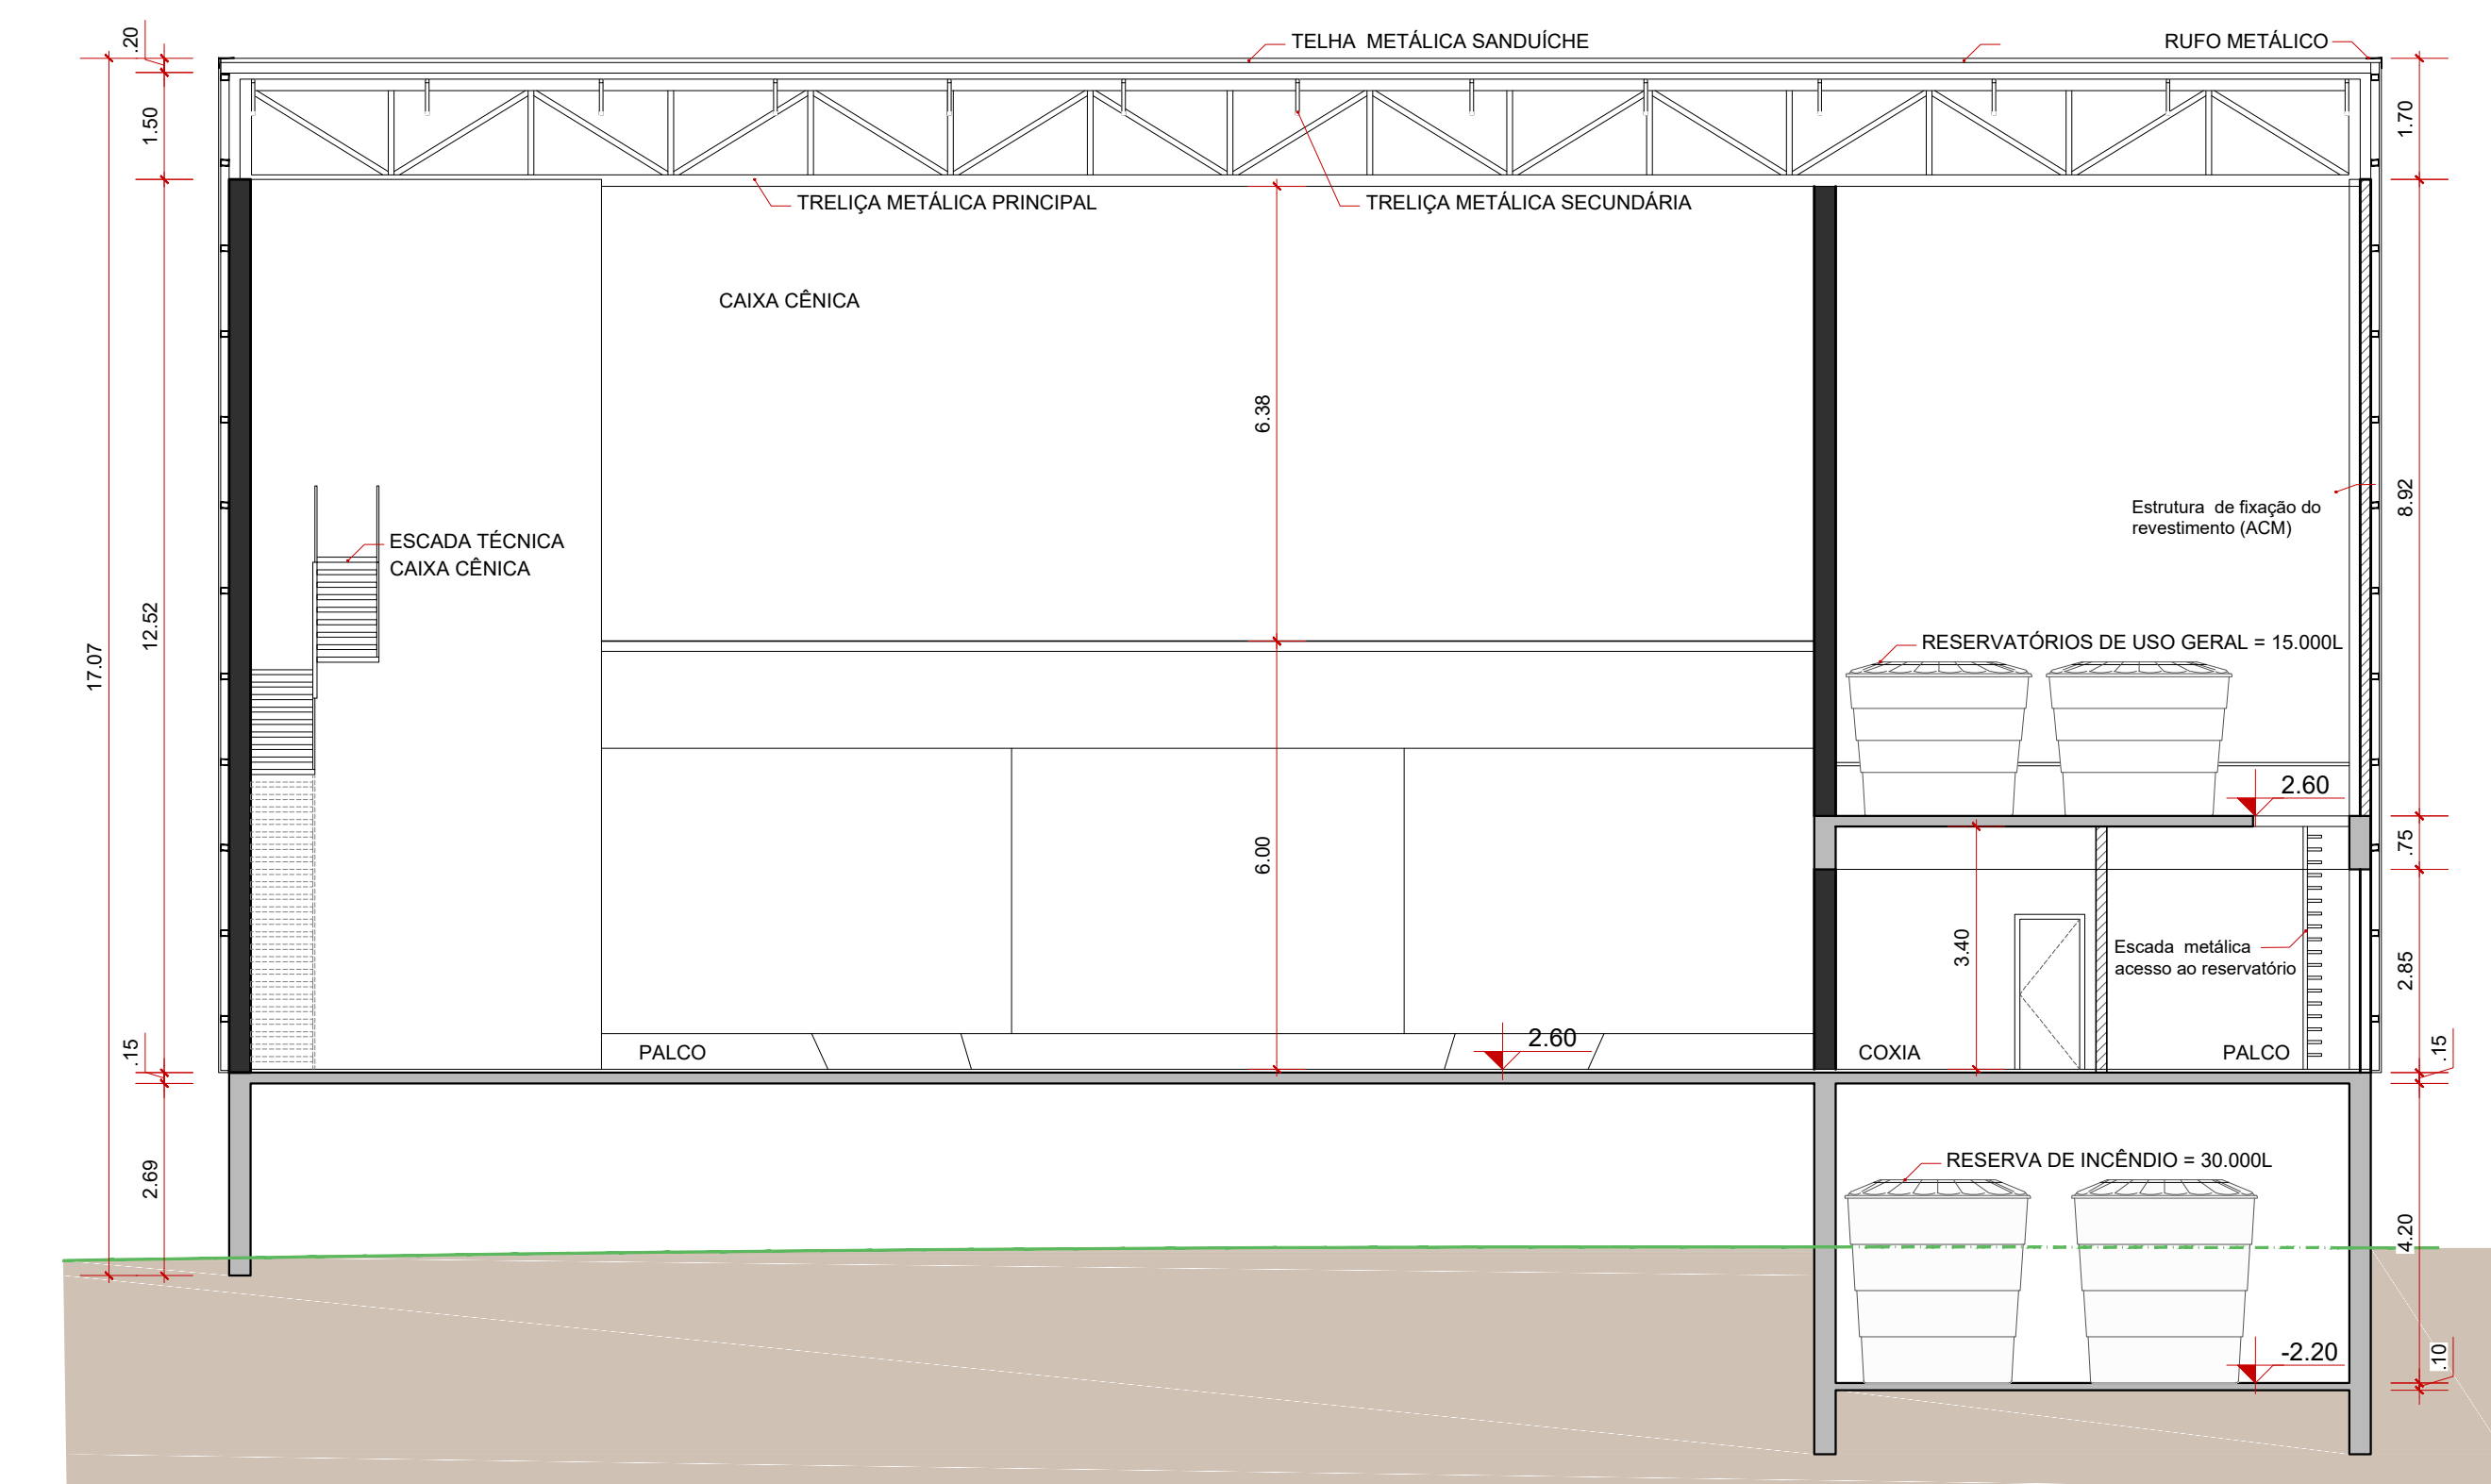 .20
TELHA  METÁLICA SANDUÍCHE
RUFO METÁLICO
1.50
1.70
TRELIÇA METÁLICA PRINCIPAL
TRELIÇA METÁLICA SECUNDÁRIA
CAIXA CÊNICA
6.38
8.92
Estrutura  de fixação do
revestimento (ACM)
ESCADA TÉCNICA
CAIXA CÊNICA
12.52
17.07
RESERVATÓRIOS DE USO GERAL = 15.000L
2.60
.75
6.00
3.40
Escada  metálica
acesso ao reservatório
2.85
.15
PALCO
2.60
COXIA
PALCO
.15
2.69
RESERVA DE INCÊNDIO = 30.000L
4.20
-2.20
.10